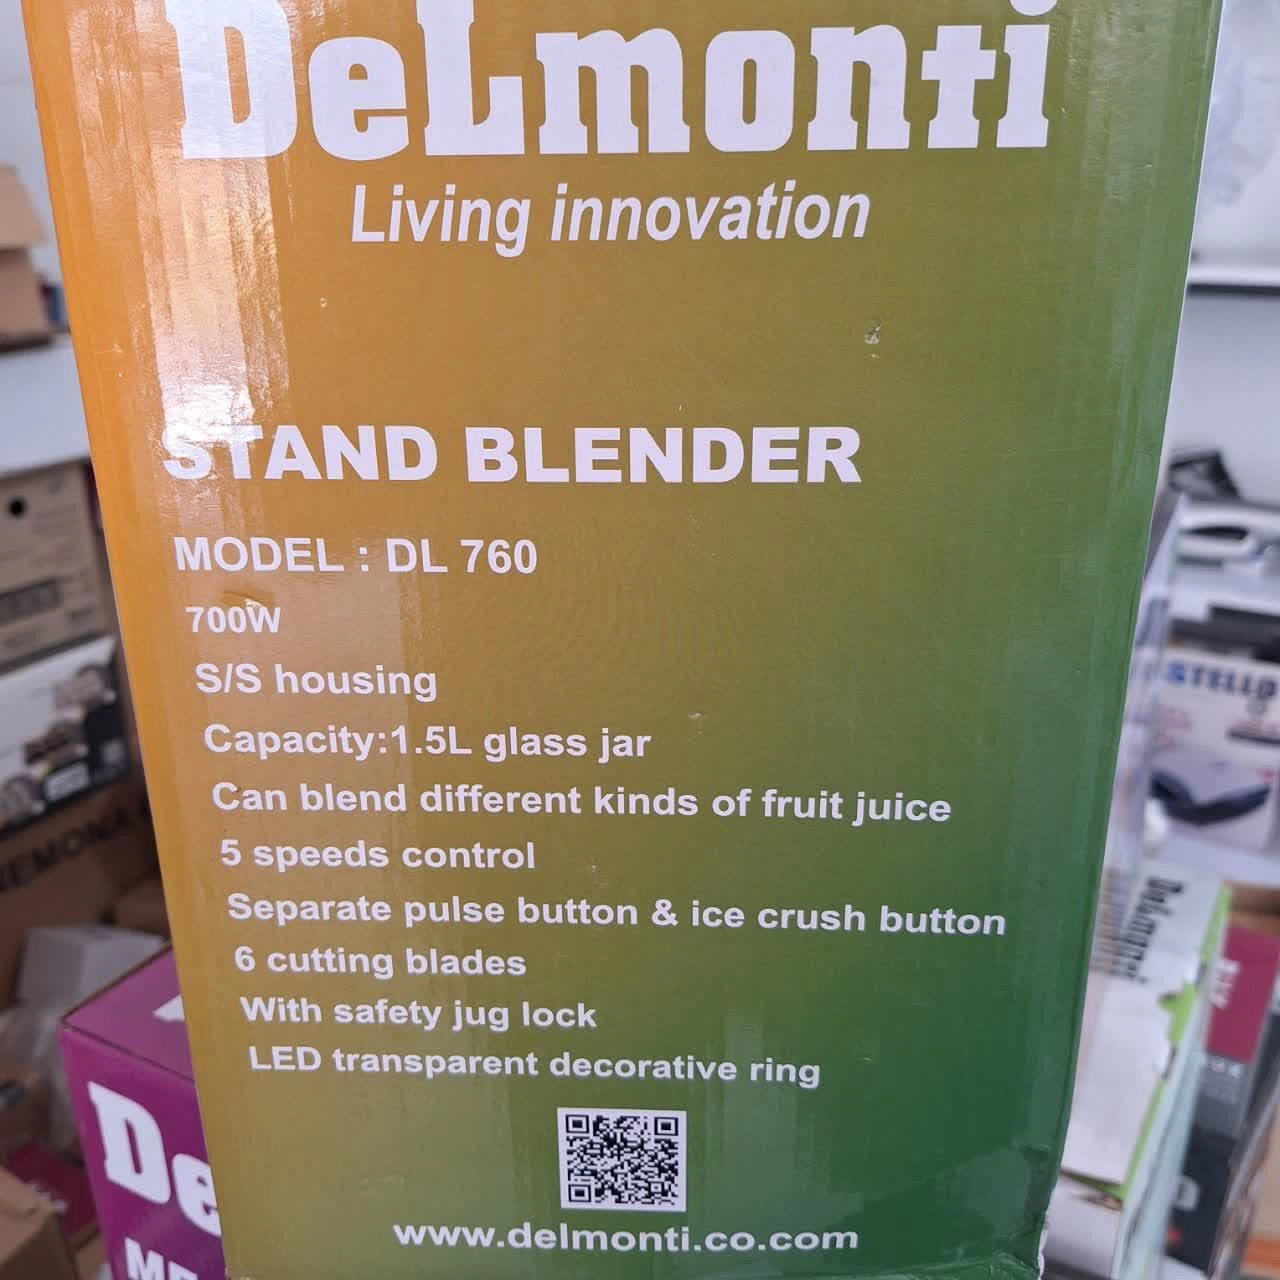 DeLmonti
Living innovation
STAND BLENDER
MODEL : DL 760
700W
S/S housing
Capacity:1.5L glass jar
Can blend different kinds of fruit juice
5 speeds control
Separate pulse button & ice crush button
6 cutting blades
With safety jug lock
LED transparent decorative ring
www.delmonti.co.com
De
STELLO